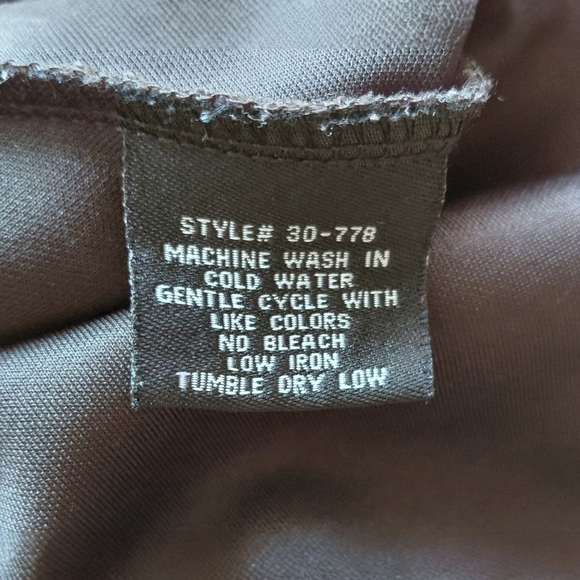 STYLE# 30-778
MACHINE WASH IN
COLD WATER
GENTLE CYCLE WITH
LIKE COLORS
NO BLEACH
LOW IRON
TUMBLE DRY LOW